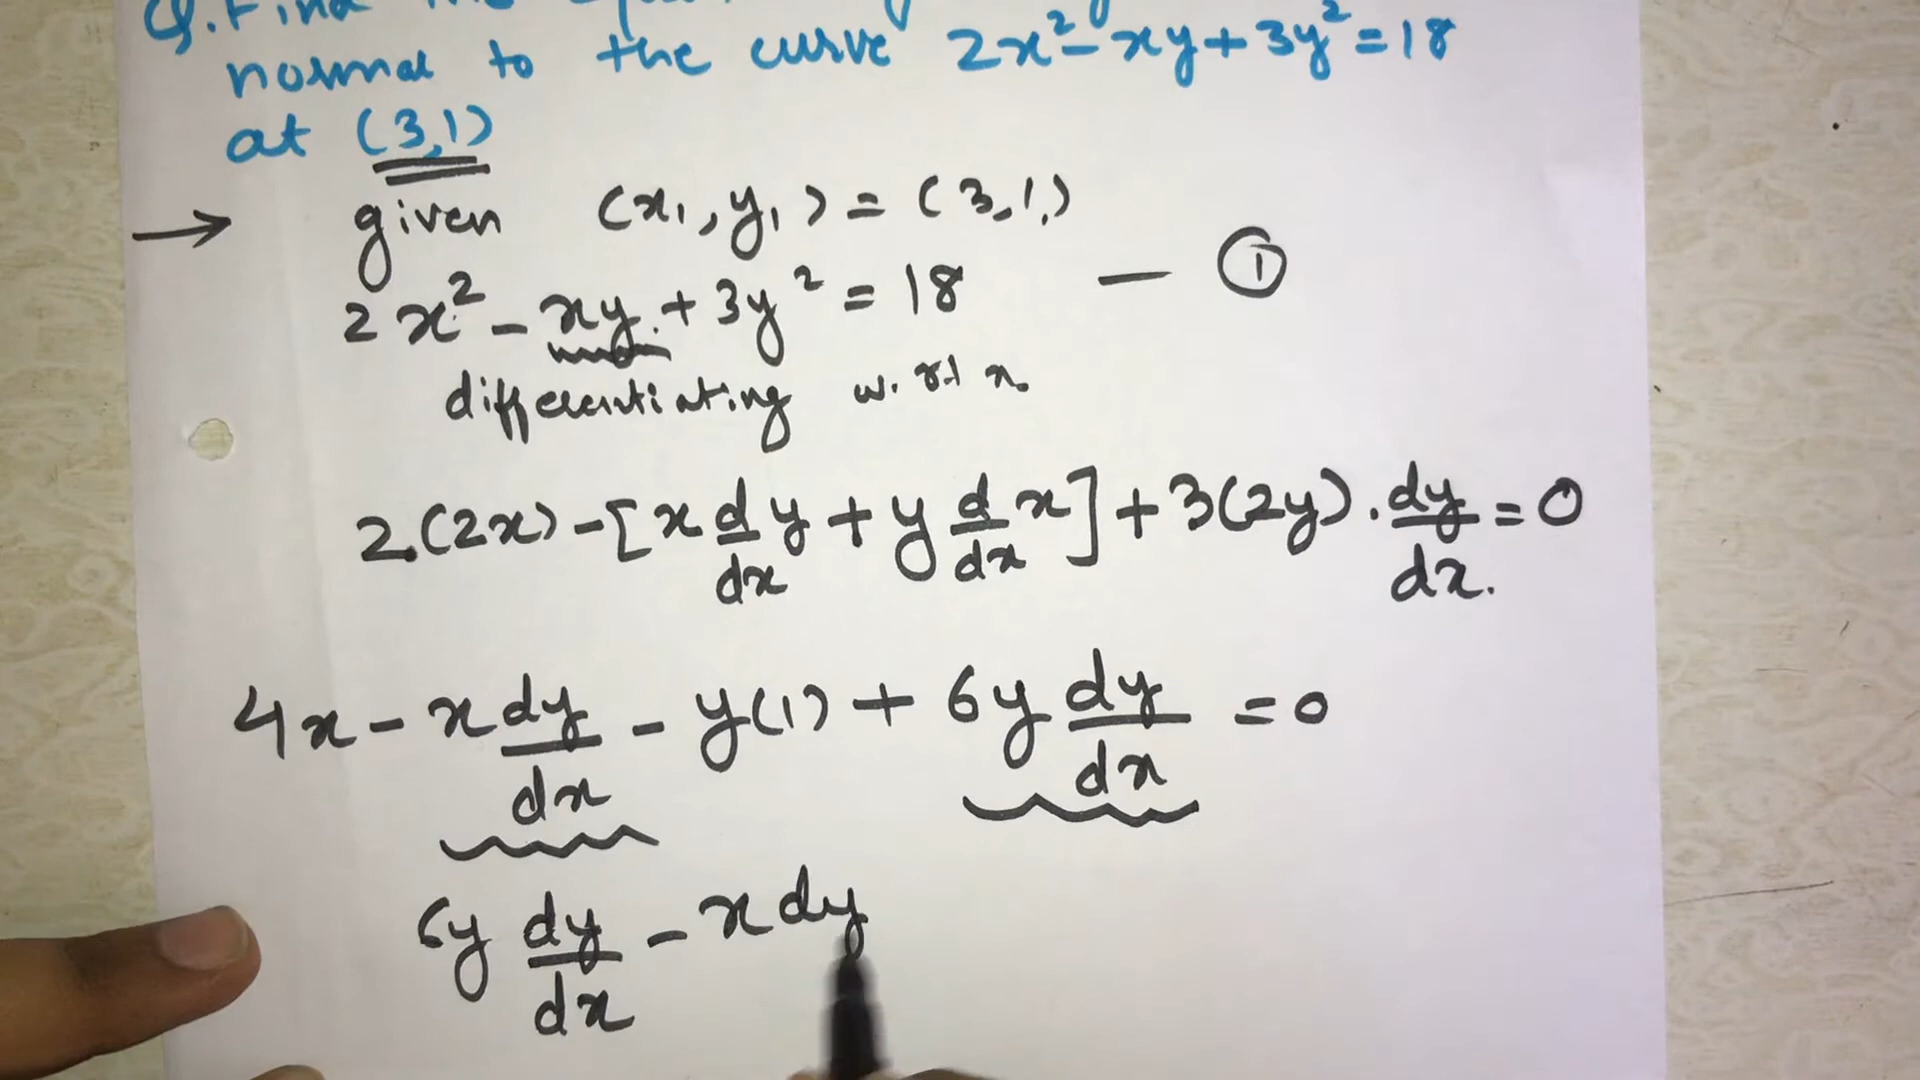 Q. Find the
normal to the curve 2x² - xy + 3y² = 18
at (3,1)
→ given (x₁, y₁) = (3,1)
2x² - xy + 3y² = 18 — ①
differentiating w.r.t x
2(2x) - [x d/dx y + y d/dx x] + 3(2y) . dy/dx = 0
4x - x dy/dx - y(1) + 6y dy/dx = 0
6y dy/dx - x dy